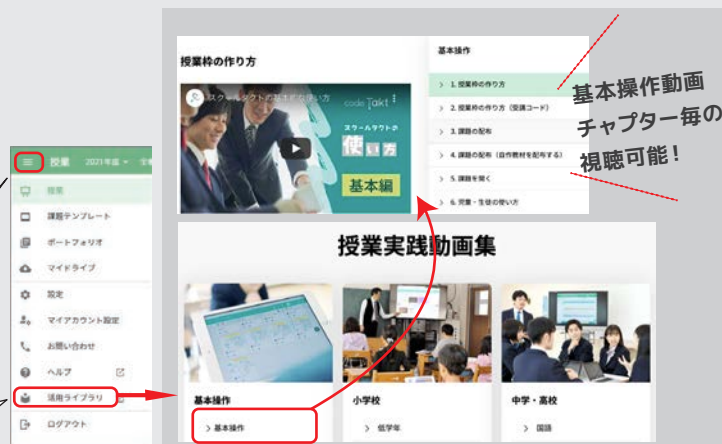 授業枠の作り方
スクールタクトの基本的な使い方
code Takt
スクールタクトの
使い方
基本編
基本操作
> 1. 授業枠の作り方
> 2. 授業枠の作り方(受講コード)
> 3. 課題の配布
> 4. 課題の配布(自作教材を配布する)
> 5. 課題を開く
> 6. 児童・生徒の使い方
基本操作動画
チャプター毎の
視聴可能!
授業 2021年度
授業
課題テンプレート
ポートフォリオ
マイドライブ
設定
マイアカウント設定
お問い合わせ
ヘルプ
活用ライブラリ
ログアウト
授業実践動画集
基本操作
> 基本操作
小学校
> 低学年
中学・高校
> 国語